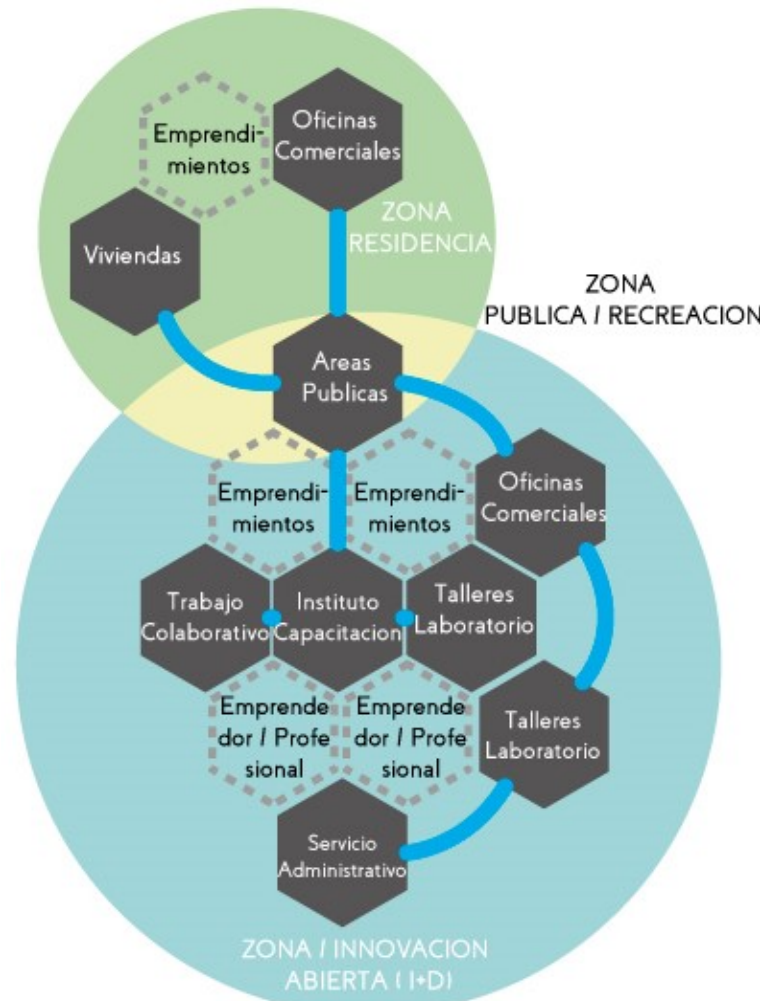 Emprendi-
mientos
Oficinas
Comerciales
Viviendas
ZONA
RESIDENCIA
ZONA
PUBLICA / RECREACION
Areas
Publicas
Emprendi-
mientos
Emprendi-
mientos
Oficinas
Comerciales
Trabajo
Colaborativo
Instituto
Capacitacion
Talleres
Laboratorio
Emprende
dor / Profe
sional
Emprende
dor / Profe
sional
Talleres
Laboratorio
Servicio
Administrativo
ZONA / INNOVACION
ABIERTA ( I+D)